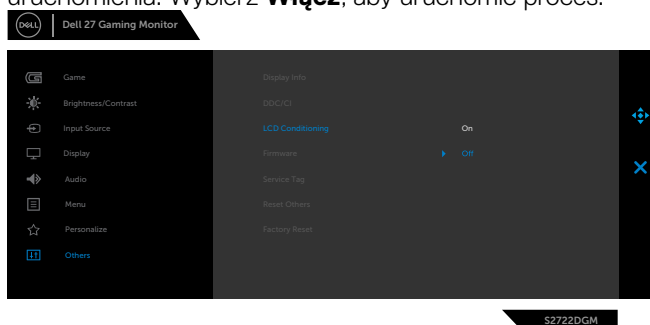 uruchomienia. Wybierz Włącz, aby uruchomić proces.
DELL
Dell 27 Gaming Monitor
Game
Display Info
Brightness/Contrast
DDC/CI
Input Source
LCD Conditioning
On
Display
Firmware
Off
Audio
Service Tag
Menu
Reset Others
Personalize
Factory Reset
Others
S2722DGM